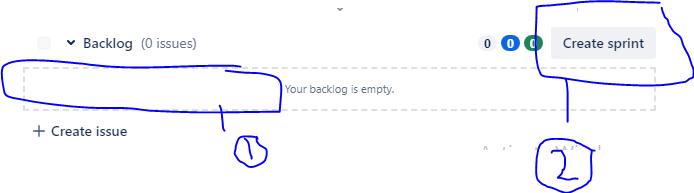 Backlog (0 issues) 0 0 0 Create sprint
Your backlog is empty.
+ Create issue
1
2